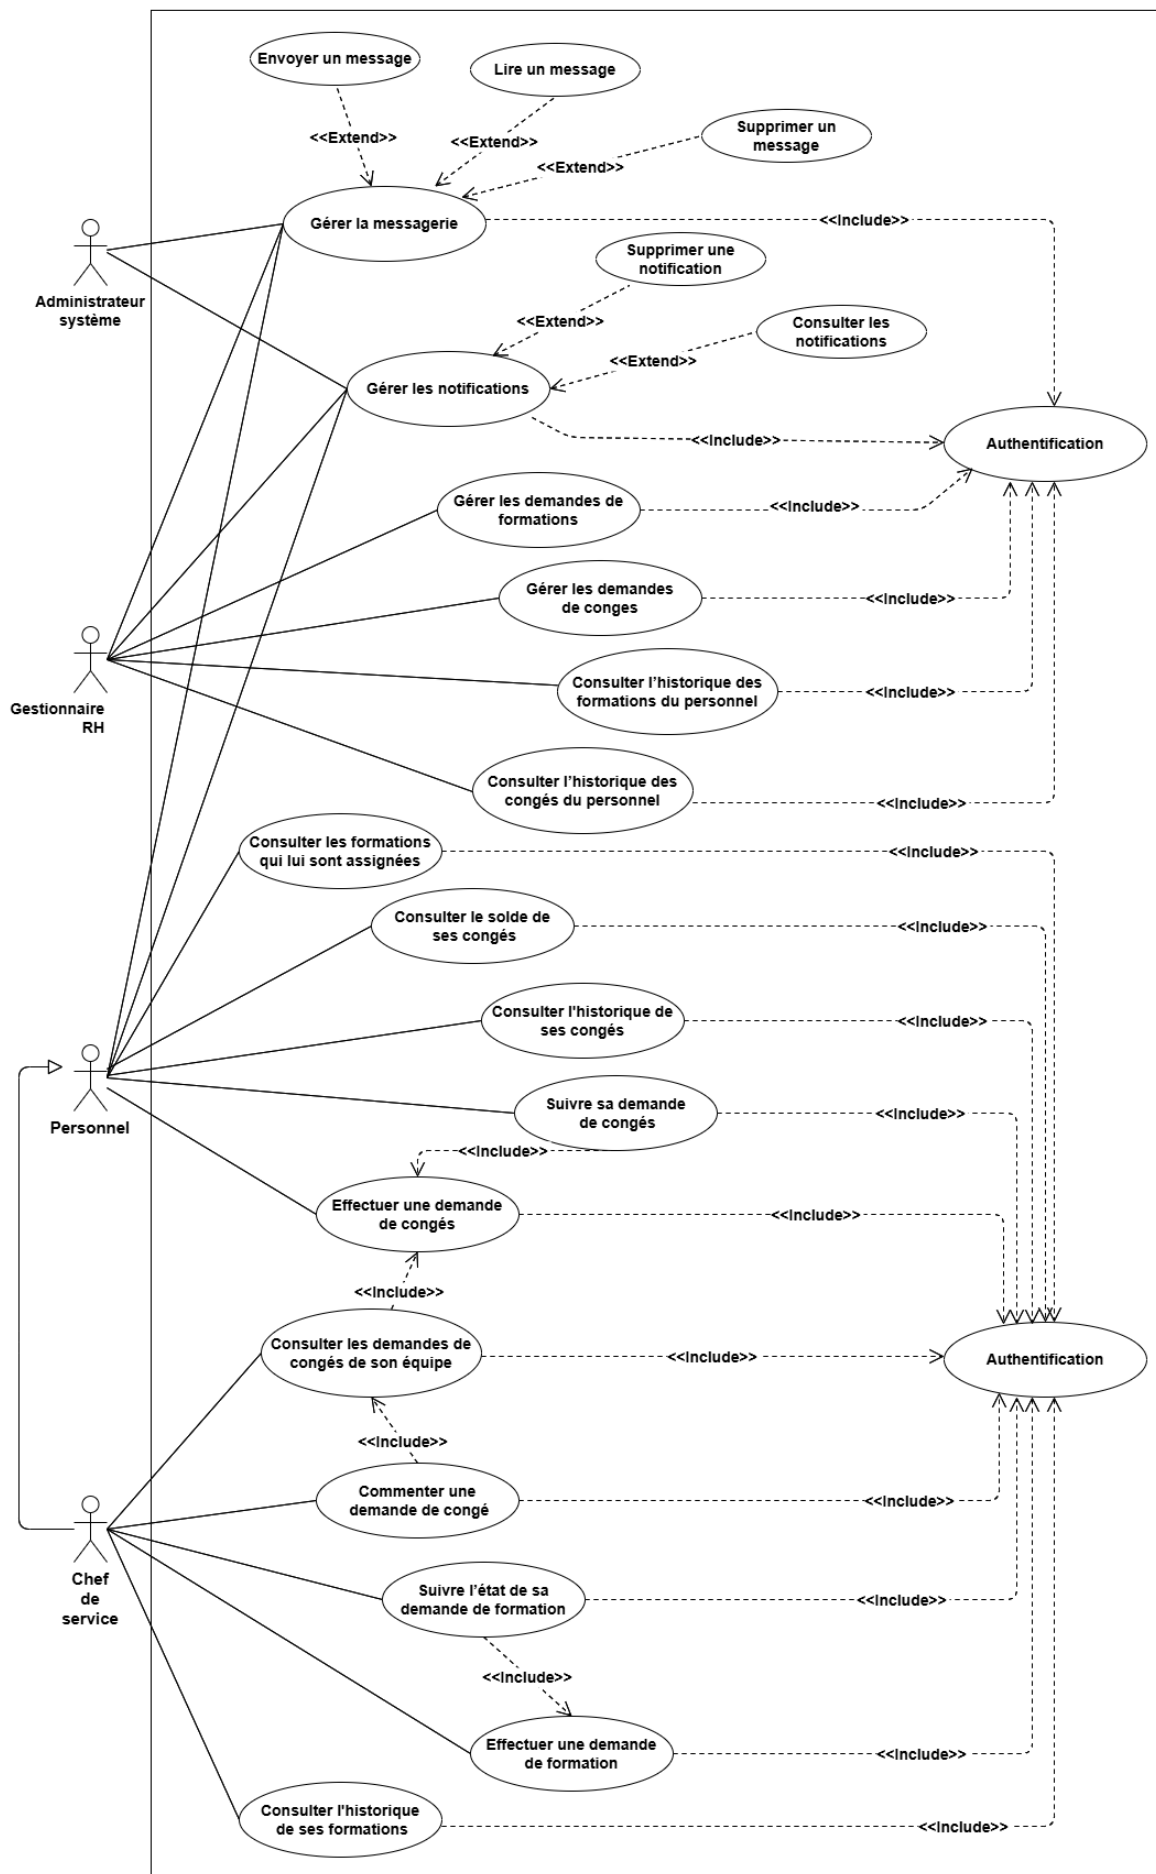 Envoyer un message
Lire un message
<<Extend>>
<<Extend>>
Supprimer un
message
<<Extend>>
Gérer la messagerie
<<Include>>
Administrateur
système
Supprimer une
notification
<<Extend>>
Consulter les
notifications
<<Extend>>
Gérer les notifications
<<Include>>
Authentification
Gérer les demandes de
formations
<<Include>>
Gérer les demandes
de conges
<<Include>>
Gestionnaire
RH
Consulter l’historique des
formations du personnel
<<Include>>
Consulter l’historique des
congés du personnel
<<Include>>
Consulter les formations
qui lui sont assignées
<<Include>>
Consulter le solde de
ses congés
<<Include>>
Consulter l'historique de
ses congés
<<Include>>
Personnel
Suivre sa demande
de congés
<<Include>>
<<Include>>
Effectuer une demande
de congés
<<Include>>
<<Include>>
Consulter les demandes de
congés de son équipe
<<Include>>
Authentification
<<Include>>
Commenter une
demande de congé
<<Include>>
Chef
de
service
Suivre l’état de sa
demande de formation
<<Include>>
<<Include>>
Effectuer une demande
de formation
<<Include>>
Consulter l'historique
de ses formations
<<Include>>